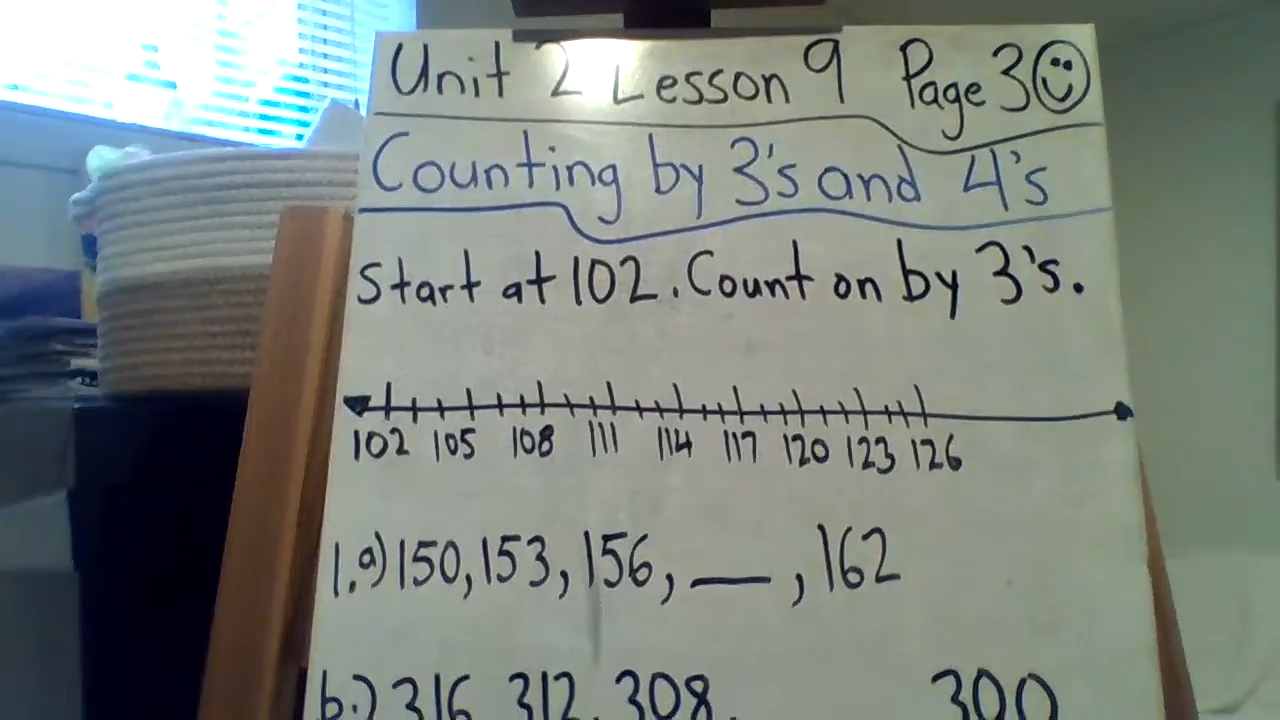 Unit 2 Lesson 9 Page 3
Counting by 3's and 4's
Start at 102. Count on by 3's.
102 105 108 111 114 117 120 123 126
1.a) 150, 153, 156, __, 162
b.) 316, 312, 308, 300